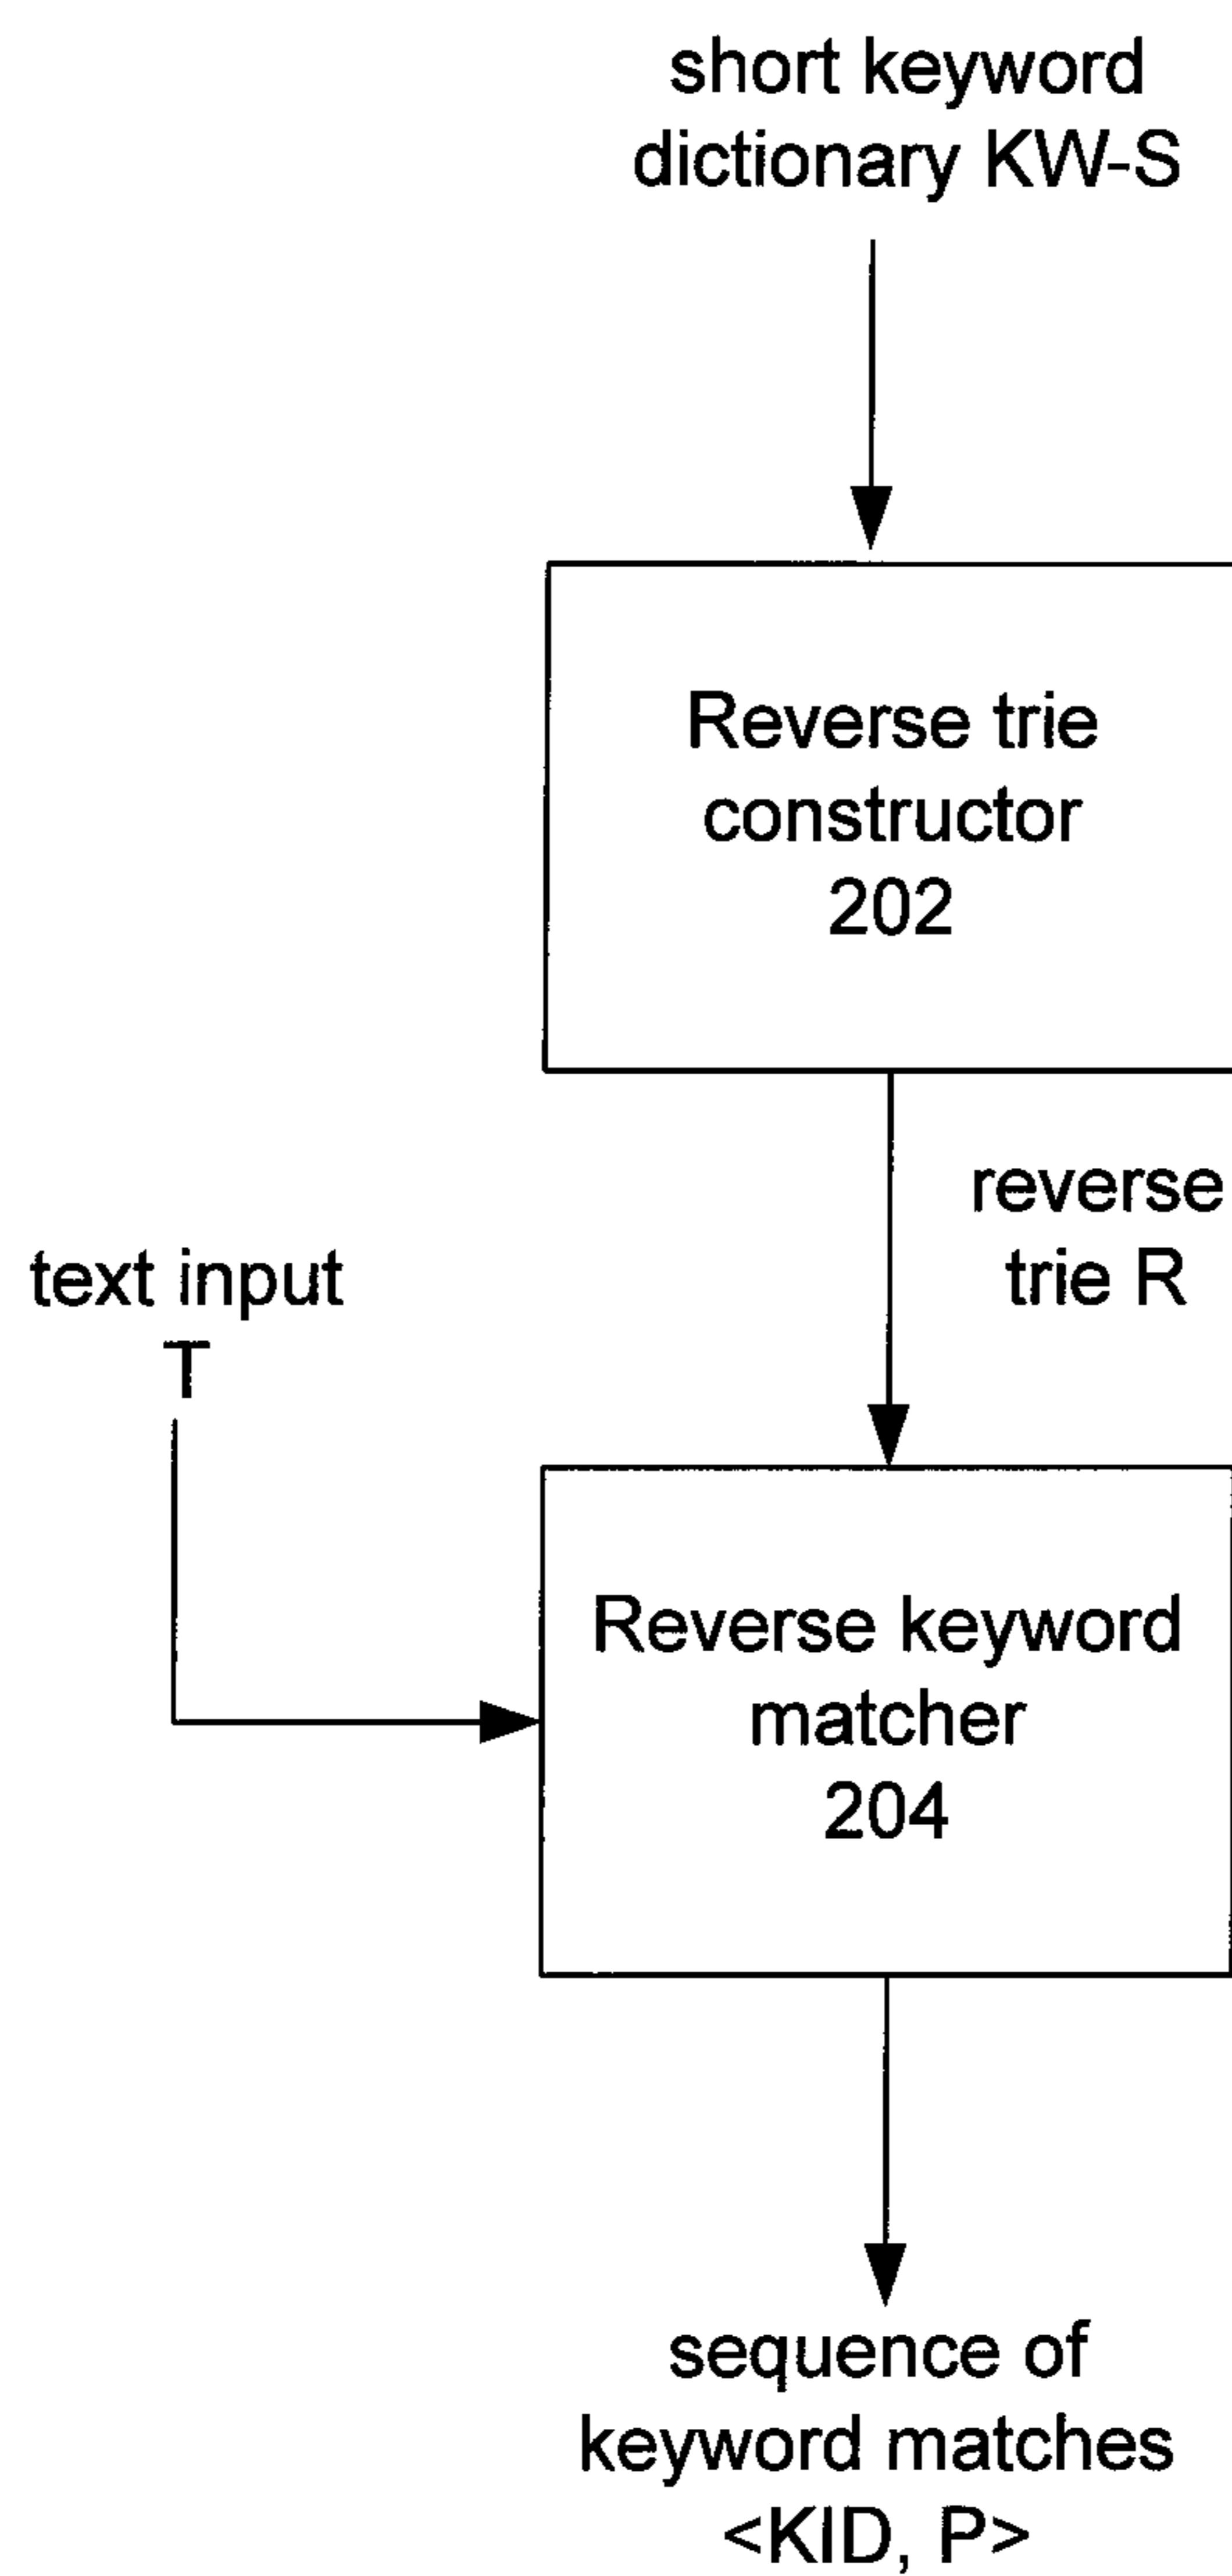 short keyword
dictionary KW-S
Reverse trie
constructor
202
reverse
trie R
text input
T
Reverse keyword
matcher
204
sequence of
keyword matches
<KID, P>